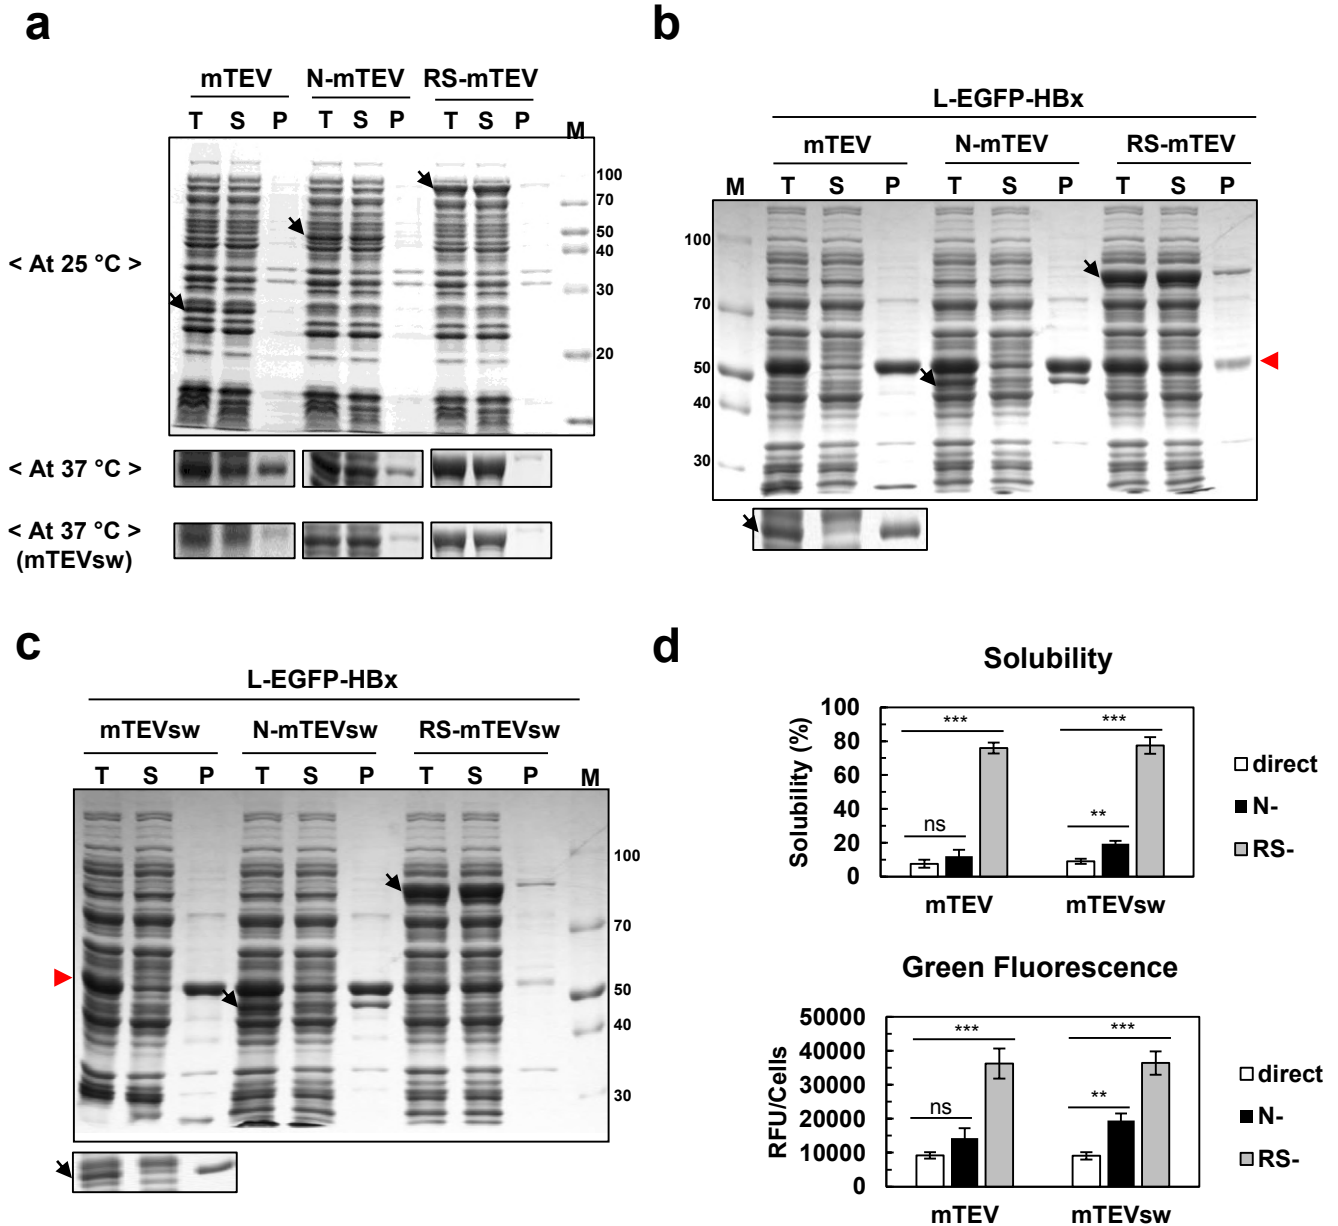 a
mTEV N-mTEV RS-mTEV
T S P T S P T S P M
100
70
50
40
30
20
< At 25 °C >
< At 37 °C >
< At 37 °C >
(mTEVsw)
b
L-EGFP-HBx
mTEV N-mTEV RS-mTEV
M T S P T S P T S P
100
70
50
40
30
c
L-EGFP-HBx
mTEVsw N-mTEVsw RS-mTEVsw
T S P T S P T S P M
100
70
50
40
30
d
Solubility
Solubility (%)
100
80
60
40
20
0
ns
***
**
***
mTEV mTEVsw
direct
N-
RS-
Green Fluorescence
RFU/Cells
50000
40000
30000
20000
10000
0
ns
***
**
***
mTEV mTEVsw
direct
N-
RS-